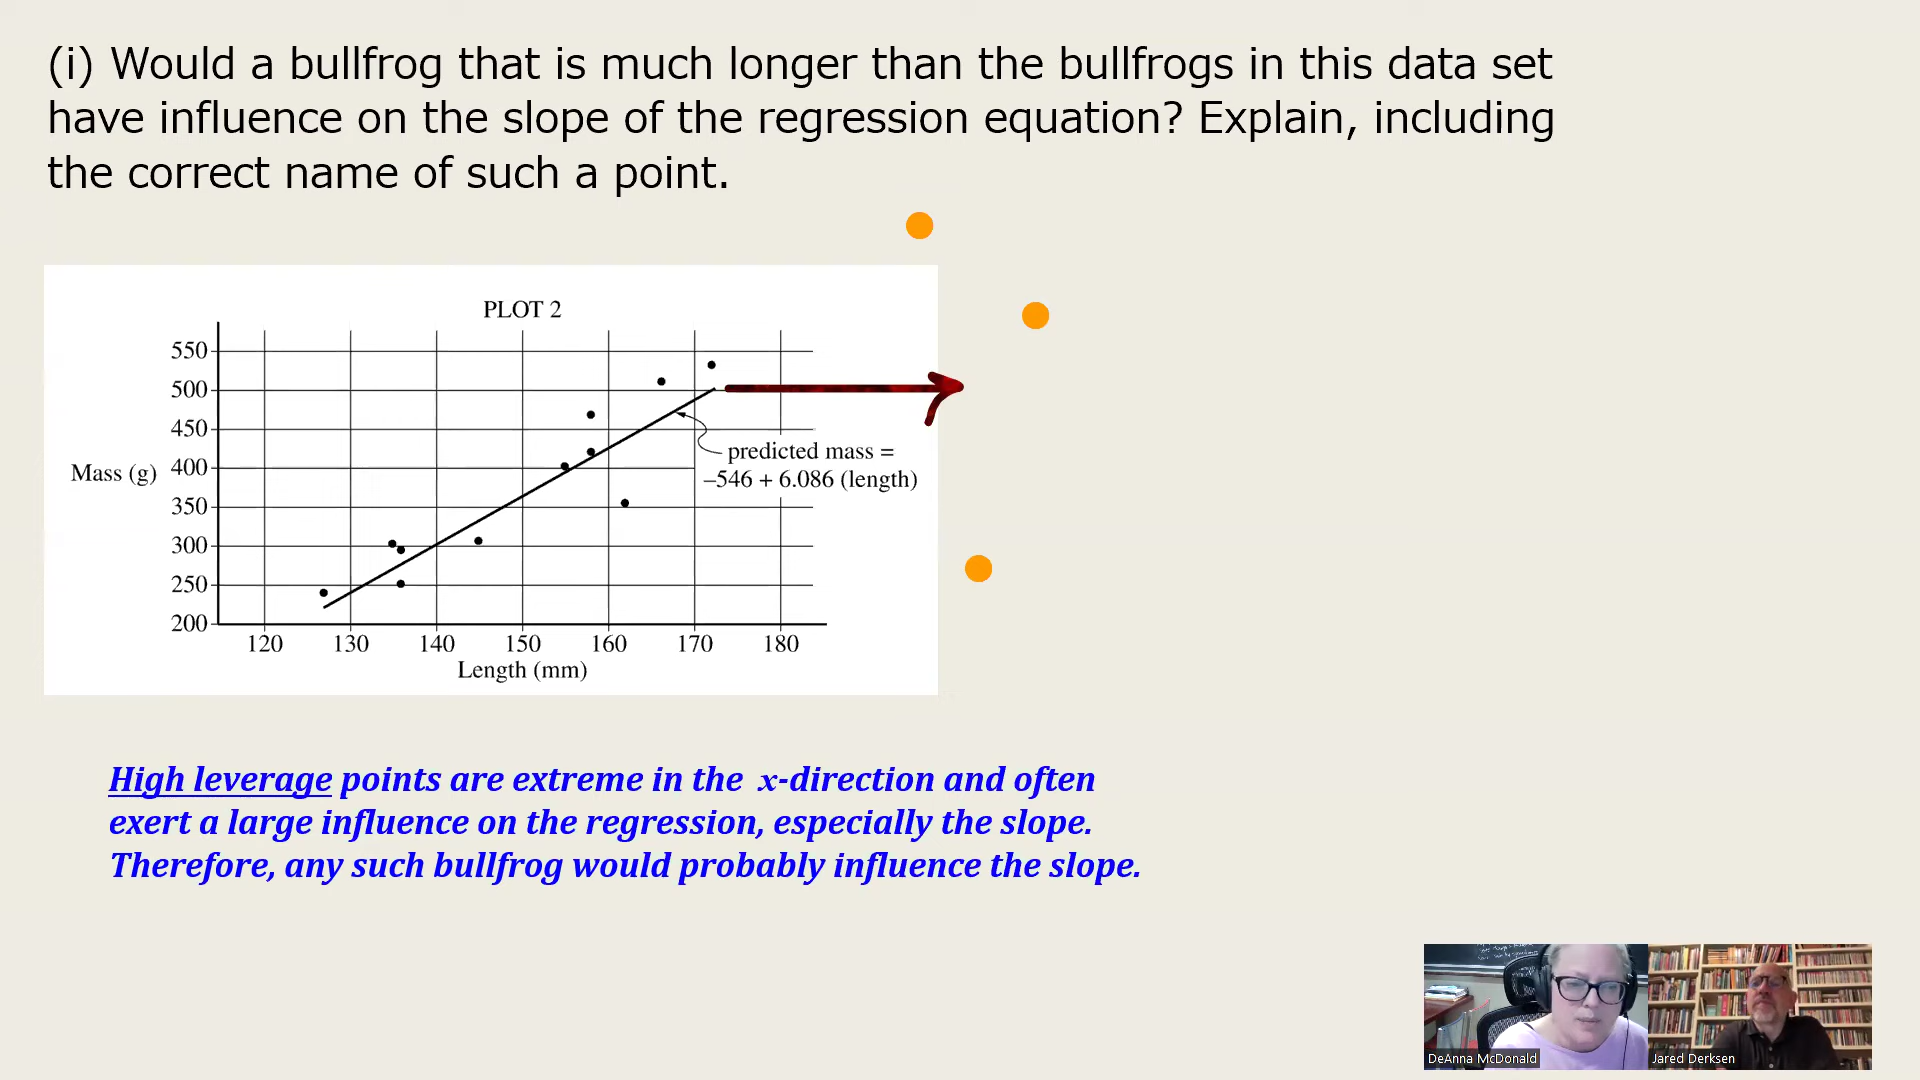 (i) Would a bullfrog that is much longer than the bullfrogs in this data set
have influence on the slope of the regression equation? Explain, including
the correct name of such a point.
PLOT 2
550
500
450
400
350
300
250
200
Mass (g)
predicted mass =
–546 + 6.086 (length)
120 130 140 150 160 170 180
Length (mm)
High leverage points are extreme in the x-direction and often
exert a large influence on the regression, especially the slope.
Therefore, any such bullfrog would probably influence the slope.
DeAnna McDonald
Jared Derksen